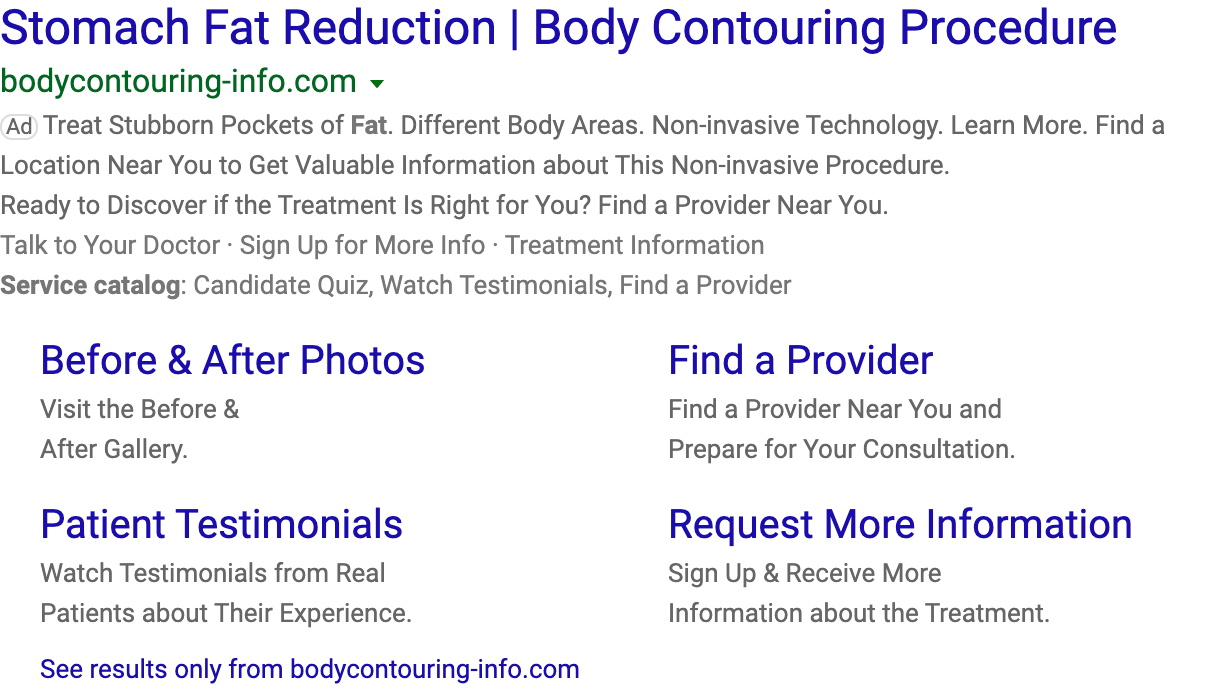 Stomach Fat Reduction | Body Contouring Procedure
bodycontouring-info.com
Ad Treat Stubborn Pockets of Fat. Different Body Areas. Non-invasive Technology. Learn More. Find a
Location Near You to Get Valuable Information about This Non-invasive Procedure.
Ready to Discover if the Treatment Is Right for You? Find a Provider Near You.
Talk to Your Doctor · Sign Up for More Info · Treatment Information
Service catalog: Candidate Quiz, Watch Testimonials, Find a Provider
Before & After Photos
Visit the Before &
After Gallery.
Find a Provider
Find a Provider Near You and
Prepare for Your Consultation.
Patient Testimonials
Watch Testimonials from Real
Patients about Their Experience.
Request More Information
Sign Up & Receive More
Information about the Treatment.
See results only from bodycontouring-info.com